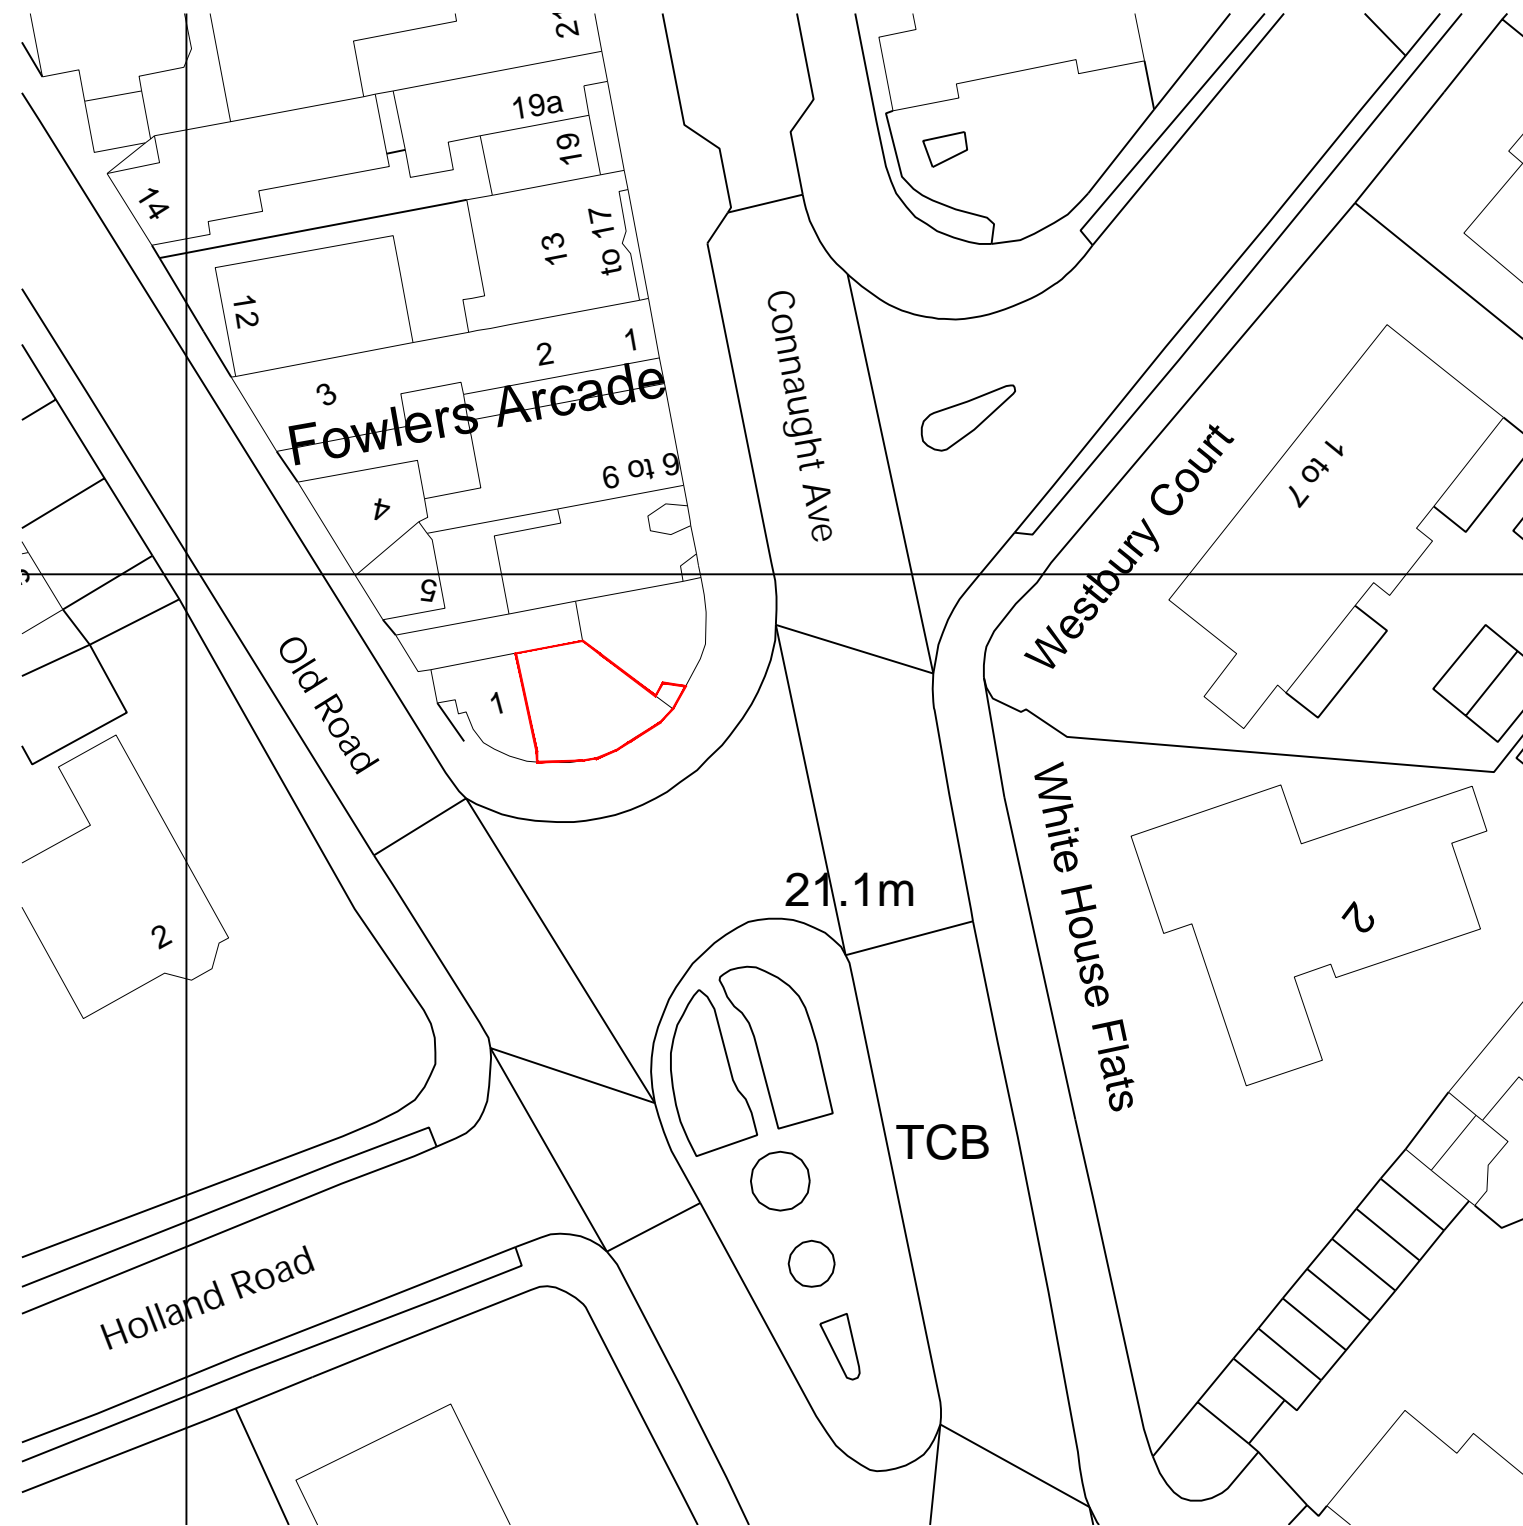 19a
19
14
13
to 17
12
Connaught Ave
1
2
3
Fowlers Arcade
6 to 9
4
5
1 to 7
Westbury Court
Old Road
1
White House Flats
21.1m
2
2
TCB
Holland Road